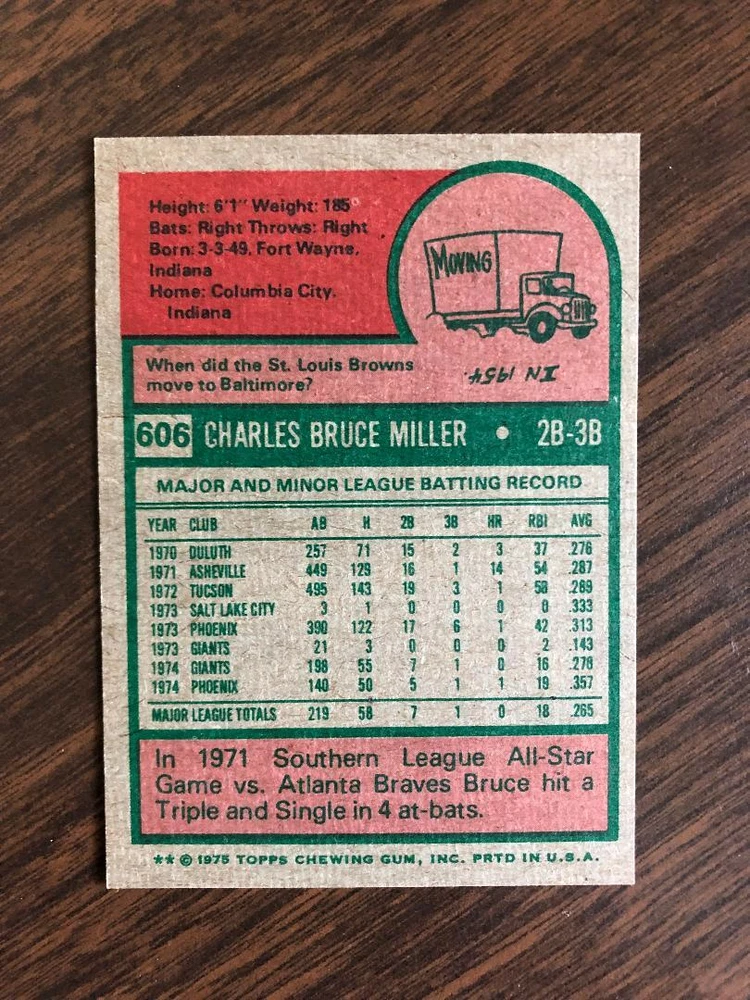 Height: 6'1" Weight: 185
Bats: Right Throws: Right
Born: 3-3-49, Fort Wayne,
Indiana
Home: Columbia City,
Indiana
MOVING
When did the St. Louis Browns
move to Baltimore?
IN 1954.
606 CHARLES BRUCE MILLER • 2B-3B
MAJOR AND MINOR LEAGUE BATTING RECORD
YEAR CLUB AB H 2B 3B HR RBI AVG
1970 DULUTH 257 71 15 2 3 37 .276
1971 ASHEVILLE 449 129 16 1 14 54 .287
1972 TUCSON 495 143 19 3 1 58 .289
1973 SALT LAKE CITY 3 1 0 0 0 0 .333
1973 PHOENIX 390 122 17 6 1 42 .313
1973 GIANTS 21 3 0 0 0 2 .143
1974 GIANTS 198 55 7 1 0 16 .278
1974 PHOENIX 140 50 5 1 1 19 .357
MAJOR LEAGUE TOTALS 219 58 7 1 0 18 .265
In 1971 Southern League All-Star
Game vs. Atlanta Braves Bruce hit a
Triple and Single in 4 at-bats.
** © 1975 TOPPS CHEWING GUM, INC. PRTD IN U.S.A.